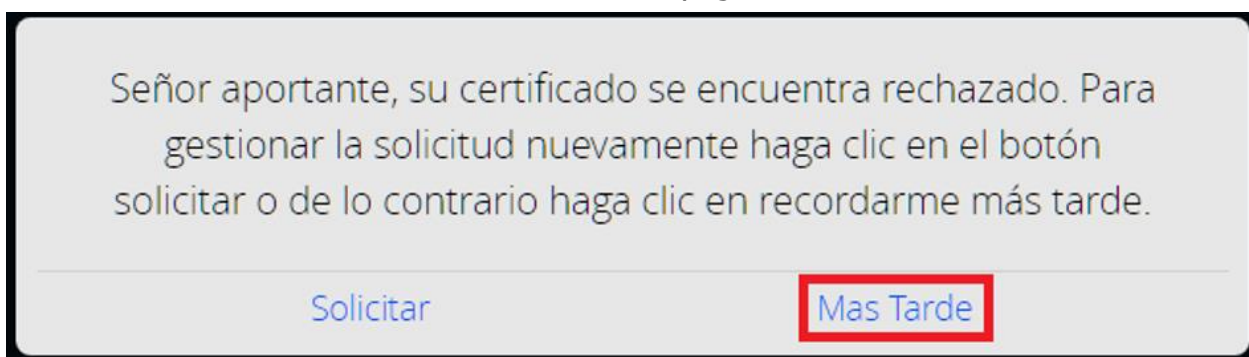 Señor aportante, su certificado se encuentra rechazado. Para
gestionar la solicitud nuevamente haga clic en el botón
solicitar o de lo contrario haga clic en recordarme más tarde.
Solicitar Mas Tarde